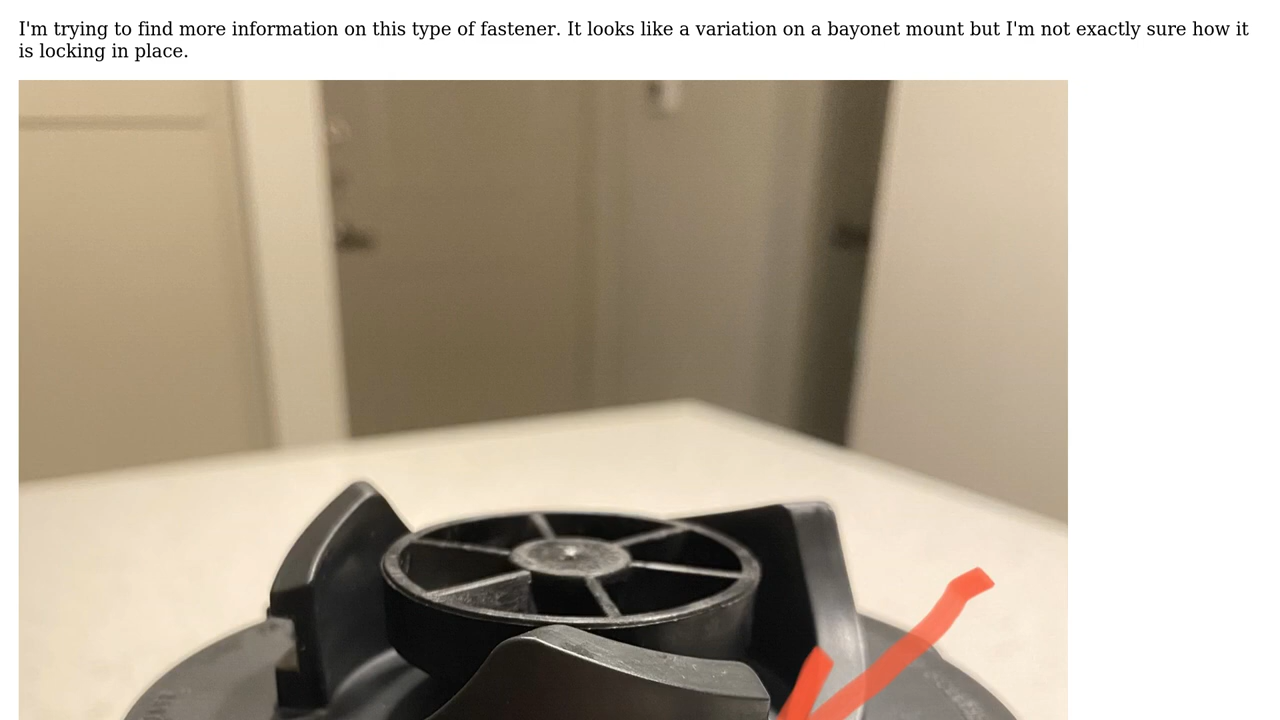 I'm trying to find more information on this type of fastener. It looks like a variation on a bayonet mount but I'm not exactly sure how it
is locking in place.